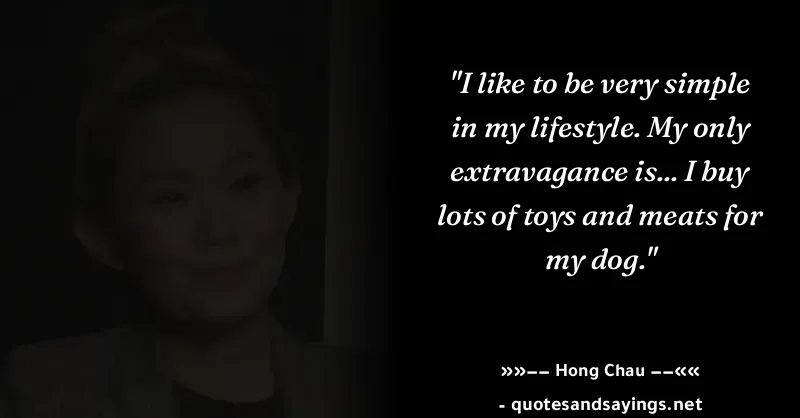 "I like to be very simple
in my lifestyle. My only
extravagance is... I buy
lots of toys and meats for
my dog."
»»−− Hong Chau −−««
- quotesandsayings.net